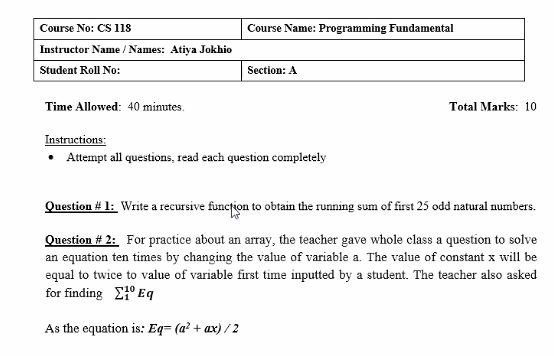 Course No: CS 118 Course Name: Programming Fundamental
Instructor Name / Names: Atiya Jokhio
Student Roll No: Section: A
Time Allowed: 40 minutes. Total Marks: 10
Instructions:
• Attempt all questions, read each question completely
Question # 1: Write a recursive function to obtain the running sum of first 25 odd natural numbers.
Question # 2: For practice about an array, the teacher gave whole class a question to solve
an equation ten times by changing the value of variable a. The value of constant x will be
equal to twice to value of variable first time inputted by a student. The teacher also asked
for finding ∑₁¹⁰ Eq
As the equation is: Eq= (a² + ax) / 2